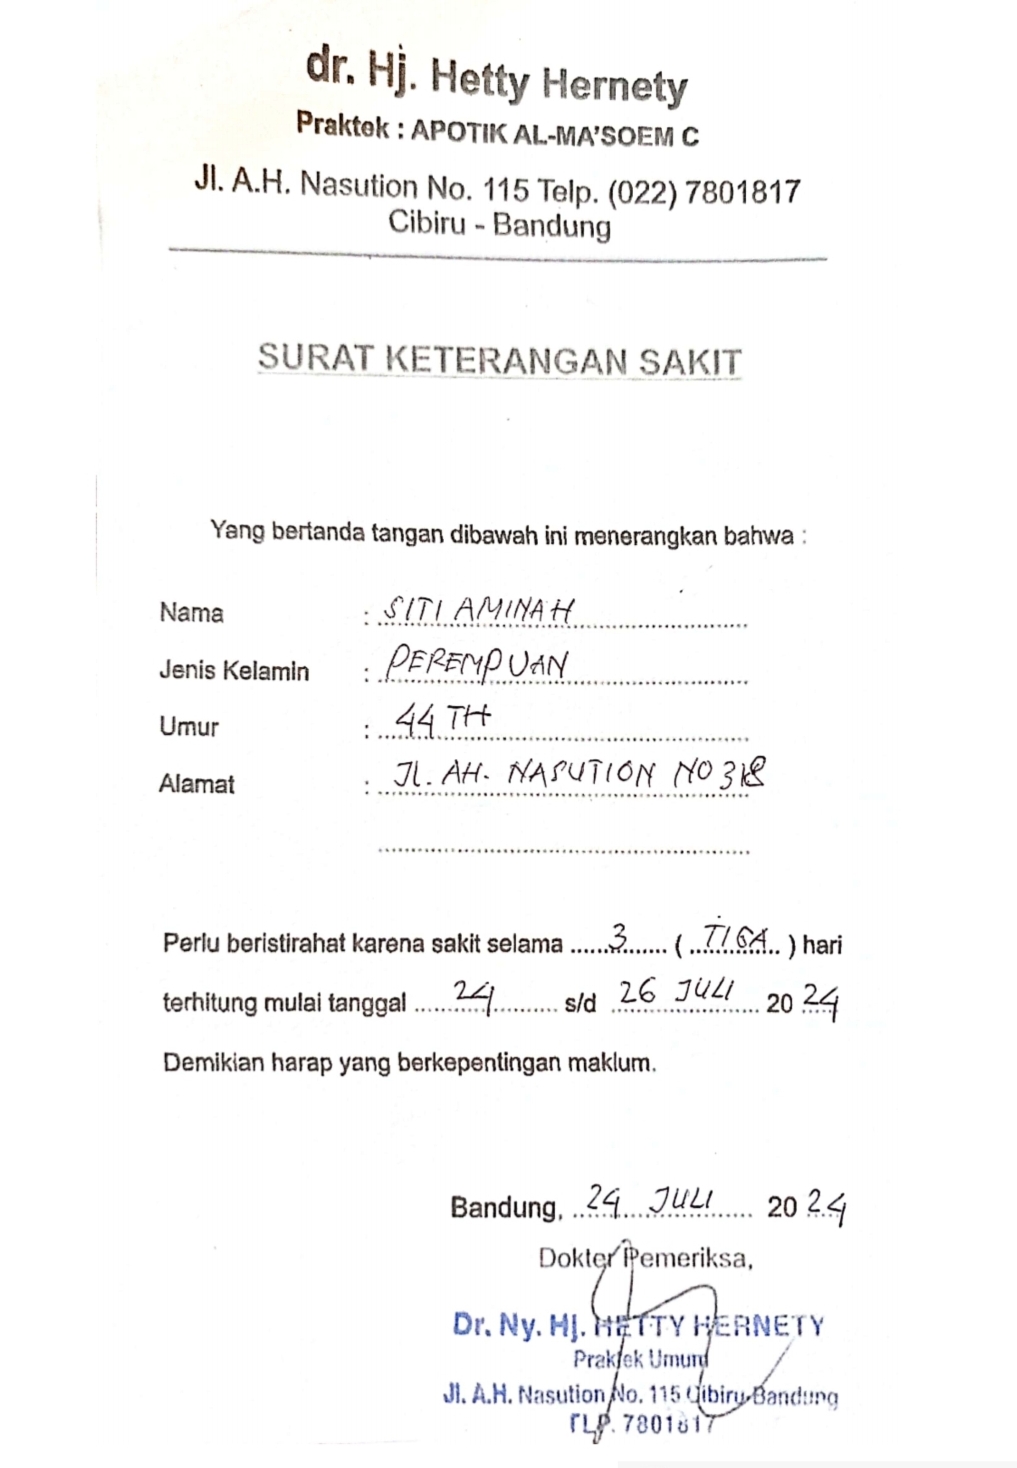 dr. Hj. Hetty Hernety
Praktek : APOTIK AL-MA'SOEM C
Jl. A.H. Nasution No. 115 Telp. (022) 7801817
Cibiru - Bandung
SURAT KETERANGAN SAKIT
Yang bertanda tangan dibawah ini menerangkan bahwa :
Nama : SITI AMINAH
Jenis Kelamin : PEREMPUAN
Umur : 44 TH
Alamat : Jl. AH. NASUTION NO
Perlu beristirahat karena sakit selama ......3....... ( ..TIGA.. ) hari
terhitung mulai tanggal .....24.......... s/d 26 JULI 20 24
Demikian harap yang berkepentingan maklum.
Bandung, ..24....JULI...... 20 24
Dokter Pemeriksa,
Dr. Ny. Hj. HETTY HERNETY
Praktek Umum
Jl. A.H. Nasution No. 115 Cibiru-Bandung
TLP. 7801817